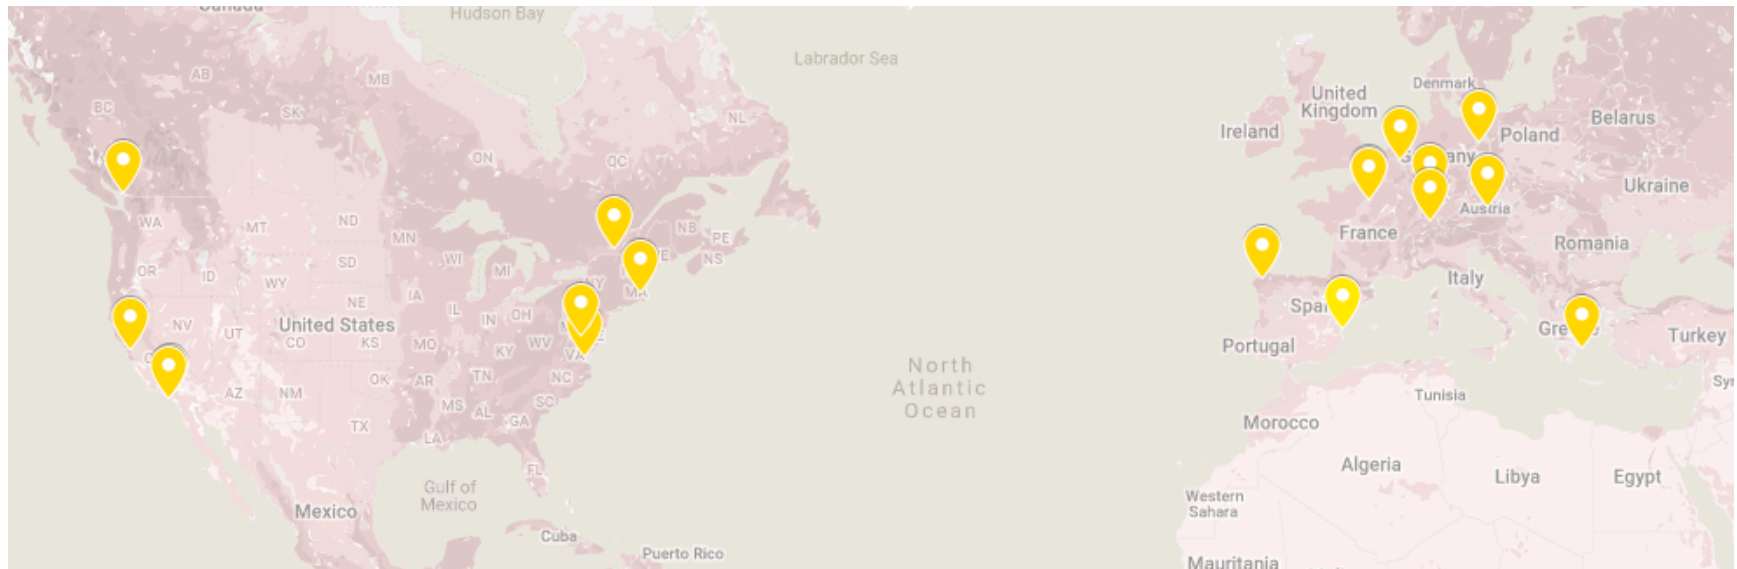 Canada
Hudson Bay
Labrador Sea
AB
MB
BC
SK
NL
ON
QC
WA
MT
ND
MN
NB
PE
NS
OR
ID
SD
WI
MI
WY
NY
MA
IA
NE
IL
IN
OH
NV
UT
United States
CO
KS
MO
WV
KY
VA
OK
AR
TN
NC
AZ
NM
MS
AL
SC
GA
TX
LA
FL
Gulf of
Mexico
Mexico
Cuba
Puerto Rico
North
Atlantic
Ocean
Denmark
United
Kingdom
Ireland
Belarus
Poland
Ukraine
Austria
France
Romania
Italy
Portugal
Turkey
Tunisia
Morocco
Algeria
Libya
Egypt
Western
Sahara
Mauritania